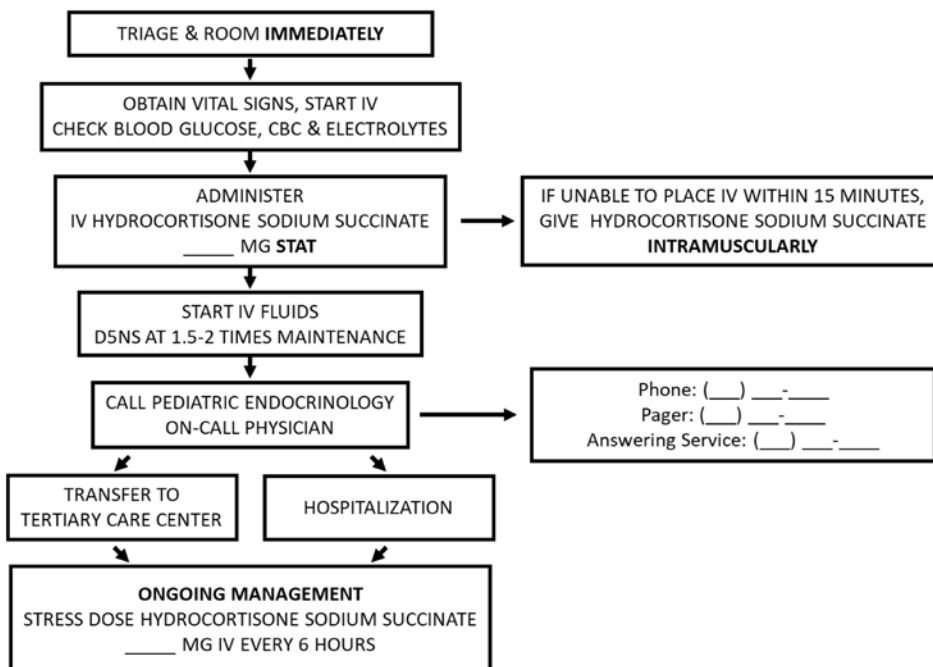 TRIAGE & ROOM IMMEDIATELY
OBTAIN VITAL SIGNS, START IV
CHECK BLOOD GLUCOSE, CBC & ELECTROLYTES
ADMINISTER
IV HYDROCORTISONE SODIUM SUCCINATE
_____ MG STAT
IF UNABLE TO PLACE IV WITHIN 15 MINUTES,
GIVE HYDROCORTISONE SODIUM SUCCINATE
INTRAMUSCULARLY
START IV FLUIDS
D5NS AT 1.5-2 TIMES MAINTENANCE
CALL PEDIATRIC ENDOCRINOLOGY
ON-CALL PHYSICIAN
Phone: (___) ___-____
Pager: (___) ___-____
Answering Service: (___) ___-____
TRANSFER TO
TERTIARY CARE CENTER
HOSPITALIZATION
ONGOING MANAGEMENT
STRESS DOSE HYDROCORTISONE SODIUM SUCCINATE
_____ MG IV EVERY 6 HOURS